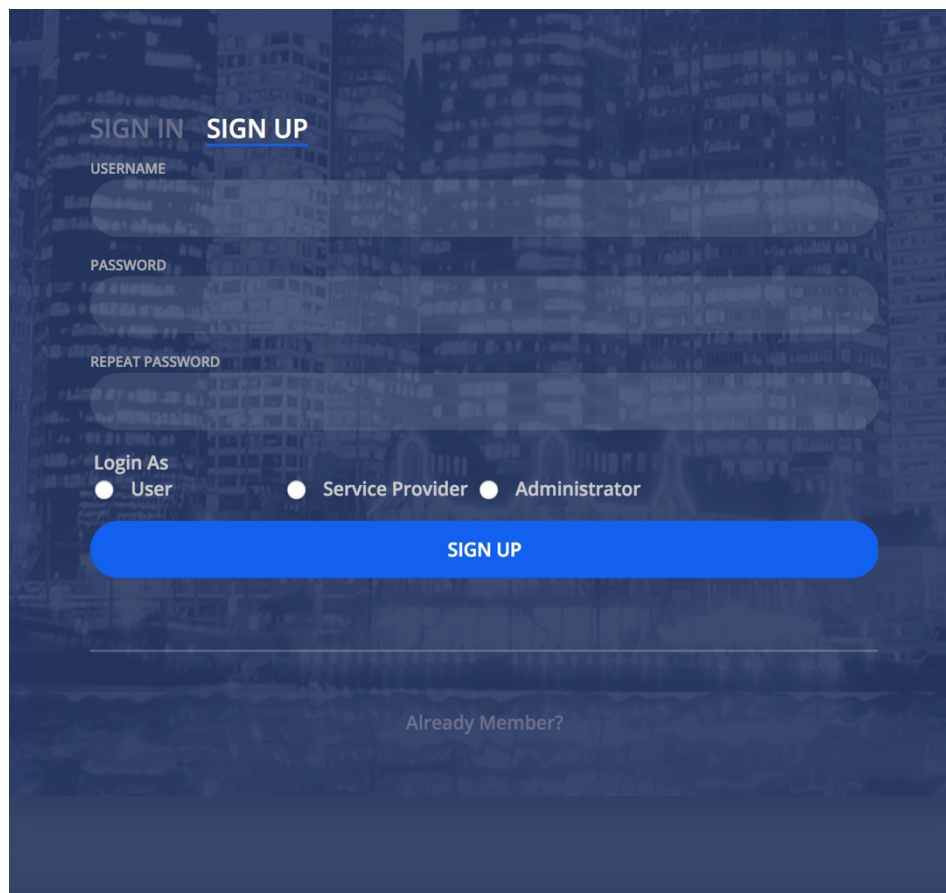 SIGN IN SIGN UP
USERNAME
PASSWORD
REPEAT PASSWORD
Login As
User Service Provider Administrator
SIGN UP
Already Member?